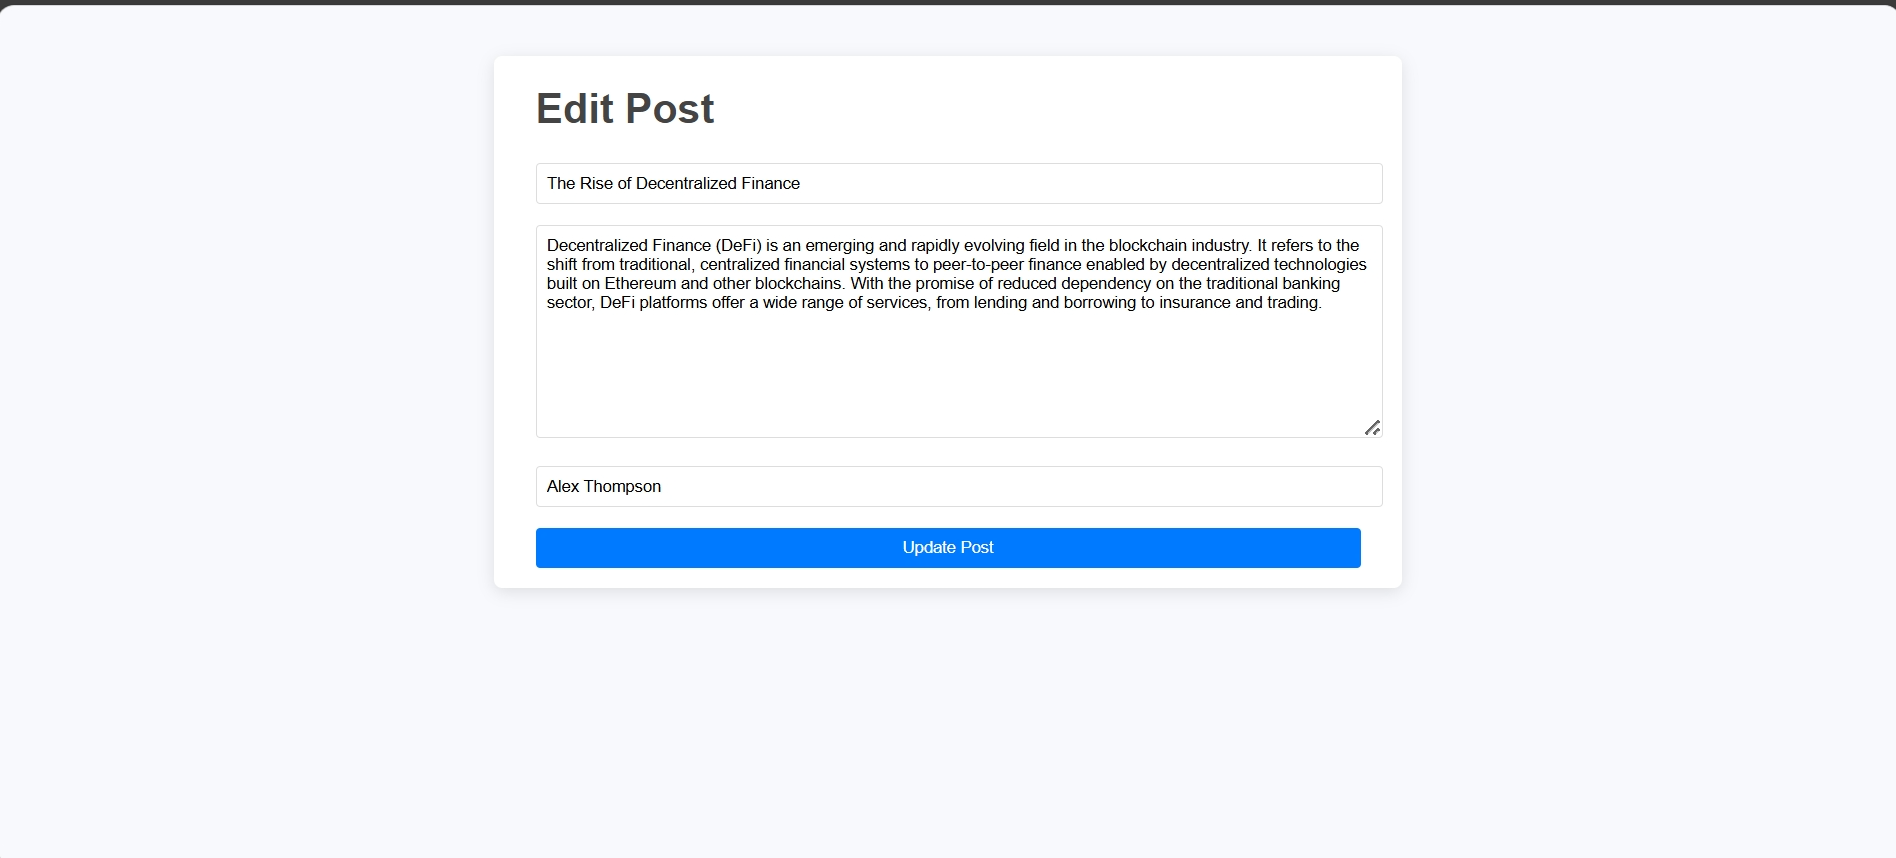 Edit Post
The Rise of Decentralized Finance
Decentralized Finance (DeFi) is an emerging and rapidly evolving field in the blockchain industry. It refers to the
shift from traditional, centralized financial systems to peer-to-peer finance enabled by decentralized technologies
built on Ethereum and other blockchains. With the promise of reduced dependency on the traditional banking
sector, DeFi platforms offer a wide range of services, from lending and borrowing to insurance and trading.
Alex Thompson
Update Post